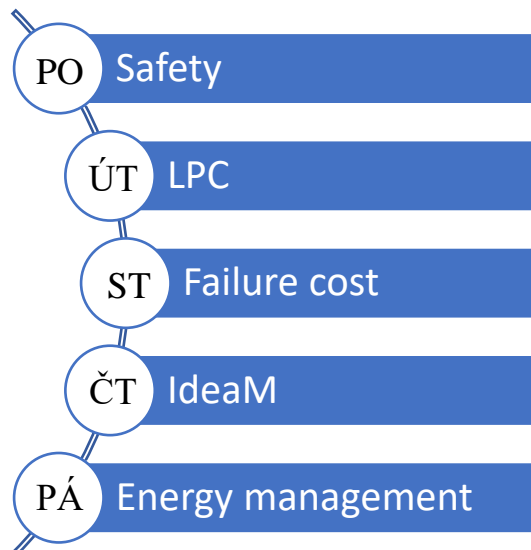 PO Safety
ÚT LPC
ST Failure cost
ČT IdeaM
PÁ Energy management